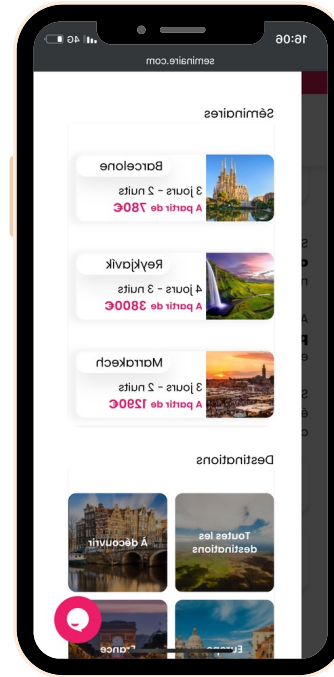 16:06 4G
seminaire.com
Séminaires
Barcelone
3 jours - 2 nuits
A partir de 780€
Reykjavik
4 jours - 3 nuits
A partir de 3800€
Marrakech
3 jours - 2 nuits
A partir de 1290€
Destinations
Toutes les
destinations
À découvrir
Europe
France